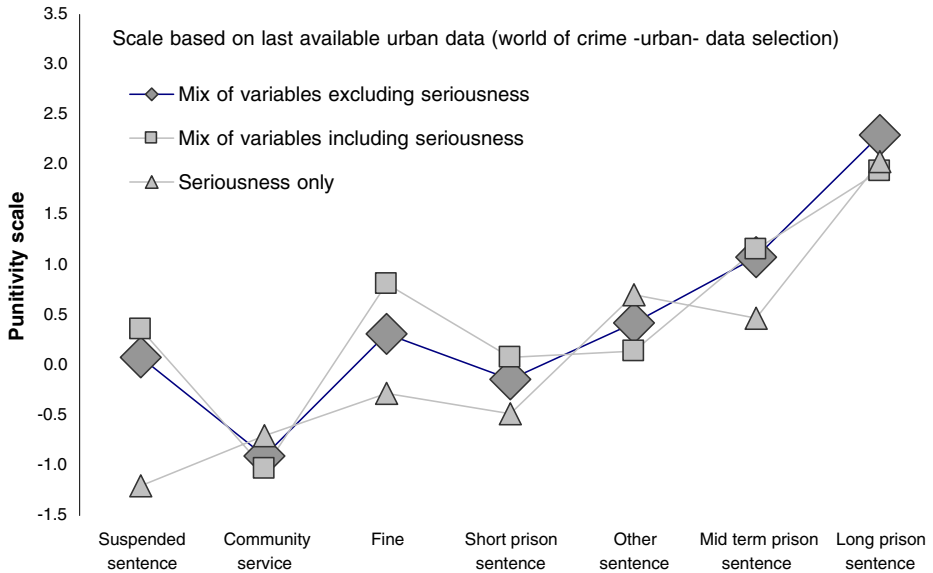 3.5
Scale based on last available urban data (world of crime -urban- data selection)
3.0
Mix of variables excluding seriousness
2.5
Mix of variables including seriousness
2.0
Seriousness only
1.5
1.0
0.5
0.0
-0.5
-1.0
-1.5
Punitivity scale
Suspended sentence
Community service
Fine
Short prison sentence
Other sentence
Mid term prison sentence
Long prison sentence